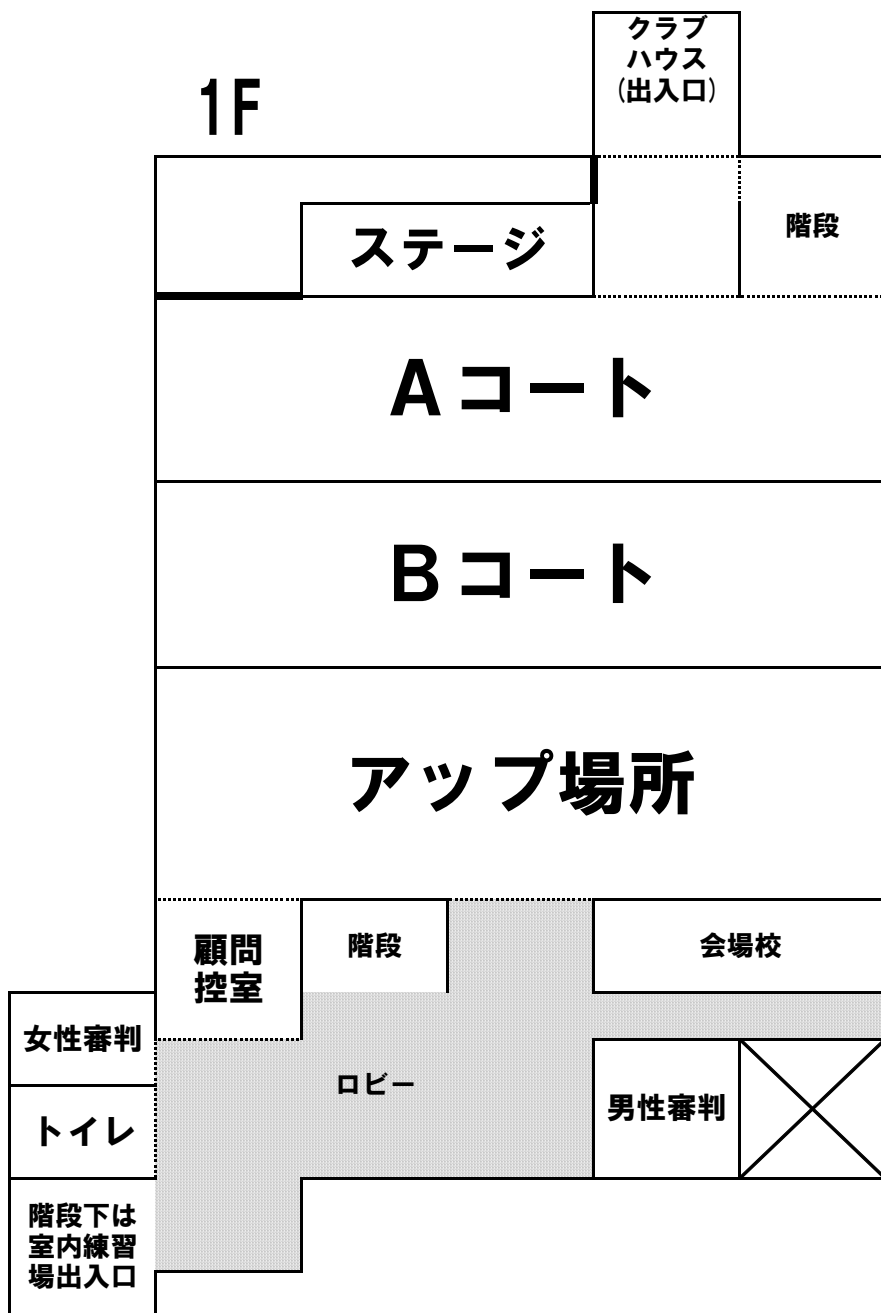 クラブ
ハウス
(出入口)
1F
階段
ステージ
Aコート
Bコート
アップ場所
顧問
控室
階段
会場校
女性審判
ロビー
男性審判
トイレ
階段下は
室内練習
場出入口